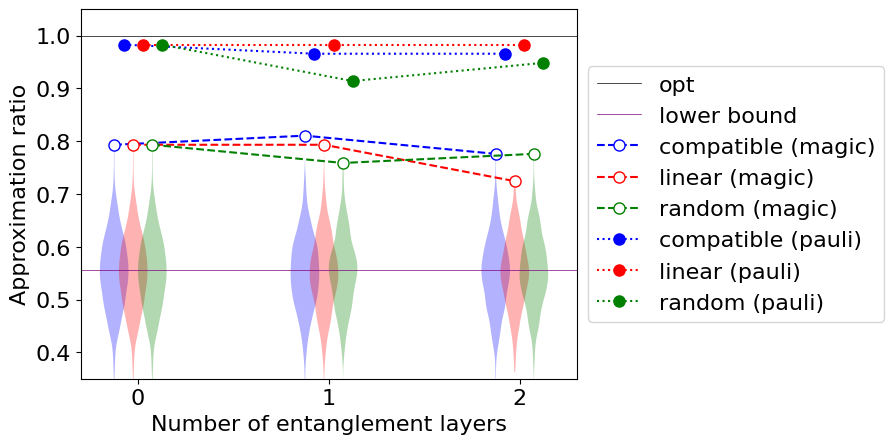 Approximation ratio
1.0
0.9
0.8
0.7
0.6
0.5
0.4
0
1
2
Number of entanglement layers
opt
lower bound
compatible (magic)
linear (magic)
random (magic)
compatible (pauli)
linear (pauli)
random (pauli)